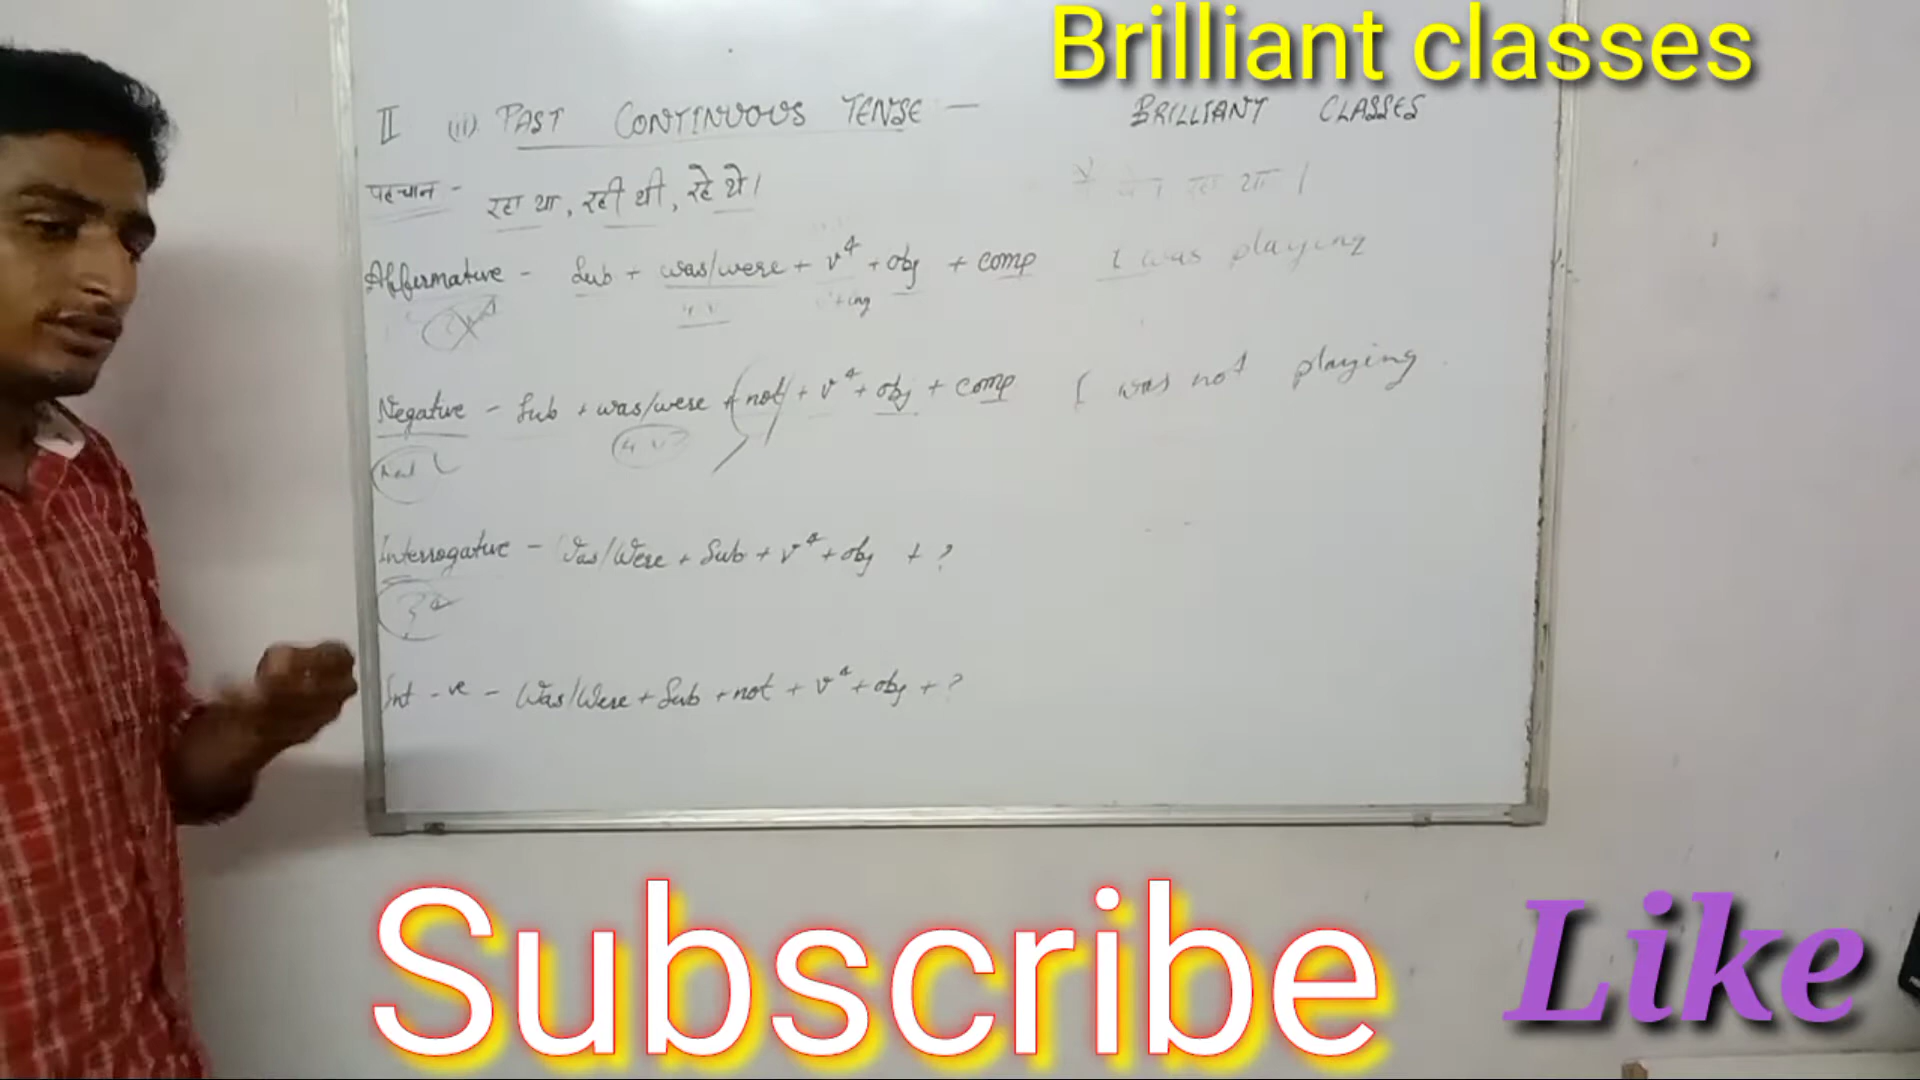 Brilliant classes
II (ii) PAST CONTINUOUS TENSE — BRILLIANT CLASSES
पहचान - रहा था, रही थी, रहे थे।
रहा था।
Affirmative - Sub + was/were + v⁴ + obj + comp I was playing
+ing
Negative - Sub + was/were + not + v⁴ + obj + comp I was not playing
Interrogative - Was/Were + Sub + v⁴ + obj + ?
Int -ve - Was/Were + Sub + not + v⁴ + obj + ?
Subscribe Like